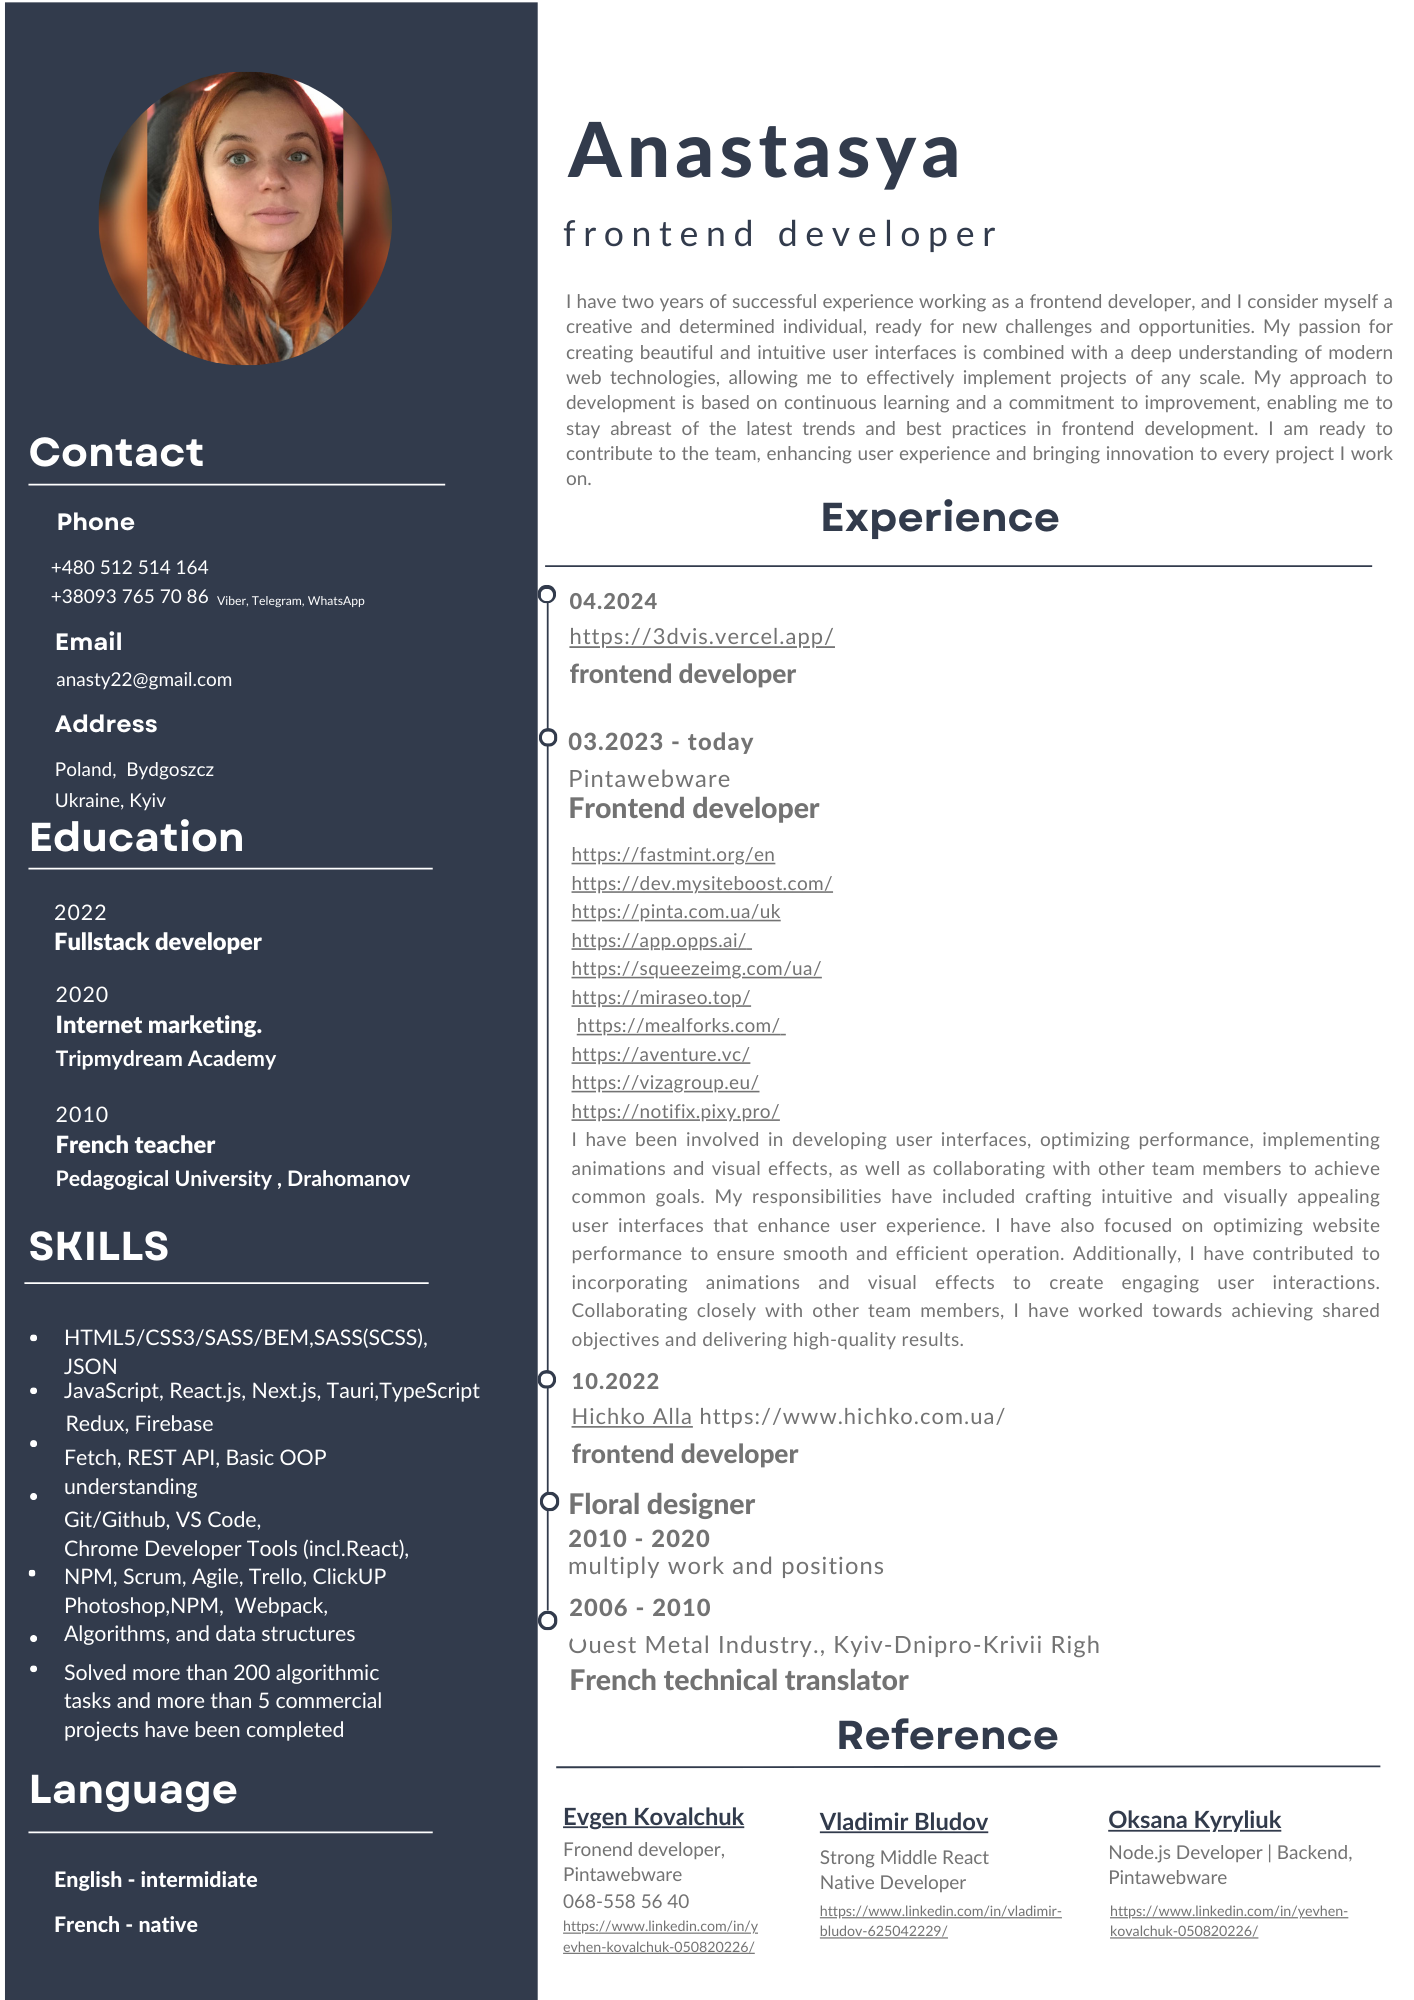 Anastasya
frontend developer
I have two years of successful experience working as a frontend developer, and I consider myself a
creative and determined individual, ready for new challenges and opportunities. My passion for
creating beautiful and intuitive user interfaces is combined with a deep understanding of modern
web technologies, allowing me to effectively implement projects of any scale. My approach to
development is based on continuous learning and a commitment to improvement, enabling me to
stay abreast of the latest trends and best practices in frontend development. I am ready to
contribute to the team, enhancing user experience and bringing innovation to every project I work
on.
Contact
Phone
+480 512 514 164
+38093 765 70 86 Viber, Telegram, WhatsApp
Email
anasty22@gmail.com
Address
Poland, Bydgoszcz
Ukraine, Kyiv
Education
2022
Fullstack developer
2020
Internet marketing.
Tripmydream Academy
2010
French teacher
Pedagogical University , Drahomanov
SKILLS
• HTML5/CSS3/SASS/BEM,SASS(SCSS),
JSON
• JavaScript, React.js, Next.js, Tauri,TypeScript
Redux, Firebase
• Fetch, REST API, Basic OOP
understanding
• Git/Github, VS Code,
Chrome Developer Tools (incl.React),
• NPM, Scrum, Agile, Trello, ClickUP
Photoshop,NPM, Webpack,
• Algorithms, and data structures
• Solved more than 200 algorithmic
tasks and more than 5 commercial
projects have been completed
Language
English - intermidiate
French - native
Experience
04.2024
https://3dvis.vercel.app/
frontend developer
03.2023 - today
Pintawebware
Frontend developer
https://fastmint.org/en
https://dev.mysiteboost.com/
https://pinta.com.ua/uk
https://app.opps.ai/
https://squeezeimg.com/ua/
https://miraseo.top/
https://mealforks.com/
https://aventure.vc/
https://vizagroup.eu/
https://notifix.pixy.pro/
I have been involved in developing user interfaces, optimizing performance, implementing
animations and visual effects, as well as collaborating with other team members to achieve
common goals. My responsibilities have included crafting intuitive and visually appealing
user interfaces that enhance user experience. I have also focused on optimizing website
performance to ensure smooth and efficient operation. Additionally, I have contributed to
incorporating animations and visual effects to create engaging user interactions.
Collaborating closely with other team members, I have worked towards achieving shared
objectives and delivering high-quality results.
10.2022
Hichko Alla https://www.hichko.com.ua/
frontend developer
Floral designer
2010 - 2020
multiply work and positions
2006 - 2010
Ouest Metal Industry., Kyiv-Dnipro-Krivii Righ
French technical translator
Reference
Evgen Kovalchuk
Fronend developer,
Pintawebware
068-558 56 40
https://www.linkedin.com/in/y
evhen-kovalchuk-050820226/
Vladimir Bludov
Strong Middle React
Native Developer
https://www.linkedin.com/in/vladimir-
bludov-625042229/
Oksana Kyryliuk
Node.js Developer | Backend,
Pintawebware
https://www.linkedin.com/in/yevhen-
kovalchuk-050820226/